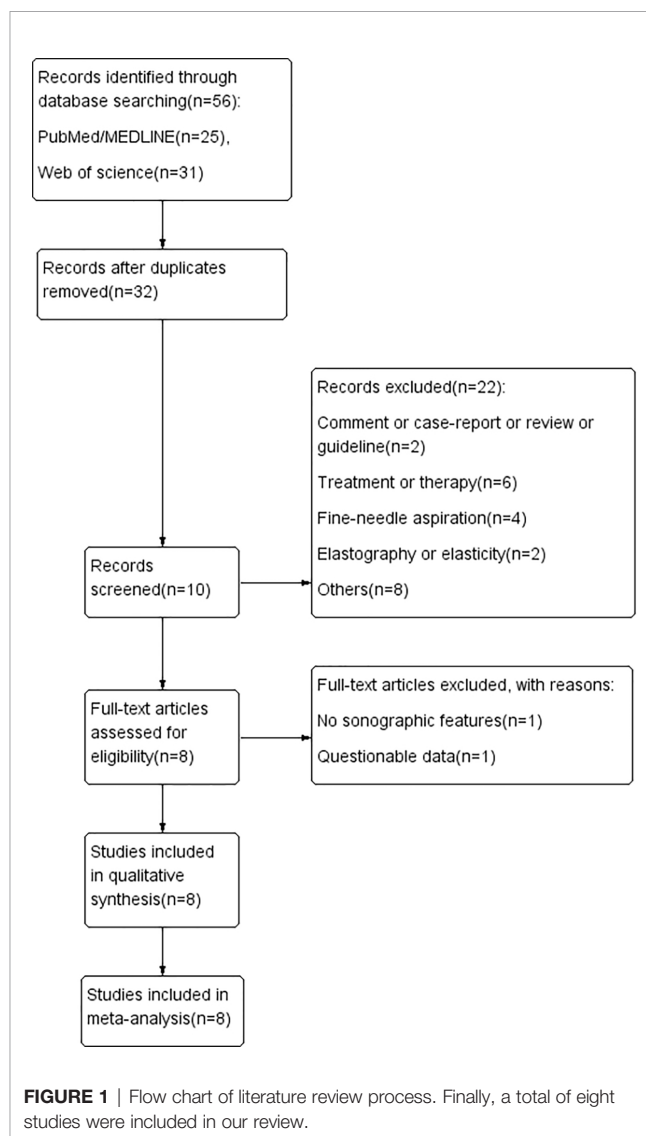 Records identified through
database searching(n=56):
PubMed/MEDLINE(n=25),
Web of science(n=31)
Records after duplicates
removed(n=32)
Records excluded(n=22):
Comment or case-report or review or
guideline(n=2)
Treatment or therapy(n=6)
Fine-needle aspiration(n=4)
Elastography or elasticity(n=2)
Others(n=8)
Records
screened(n=10)
Full-text articles excluded, with reasons:
No sonographic features(n=1)
Questionable data(n=1)
Full-text articles
assessed for
eligibility(n=8)
Studies included
in qualitative
synthesis(n=8)
Studies included in
meta-analysis(n=8)
FIGURE 1 | Flow chart of literature review process. Finally, a total of eight
studies were included in our review.